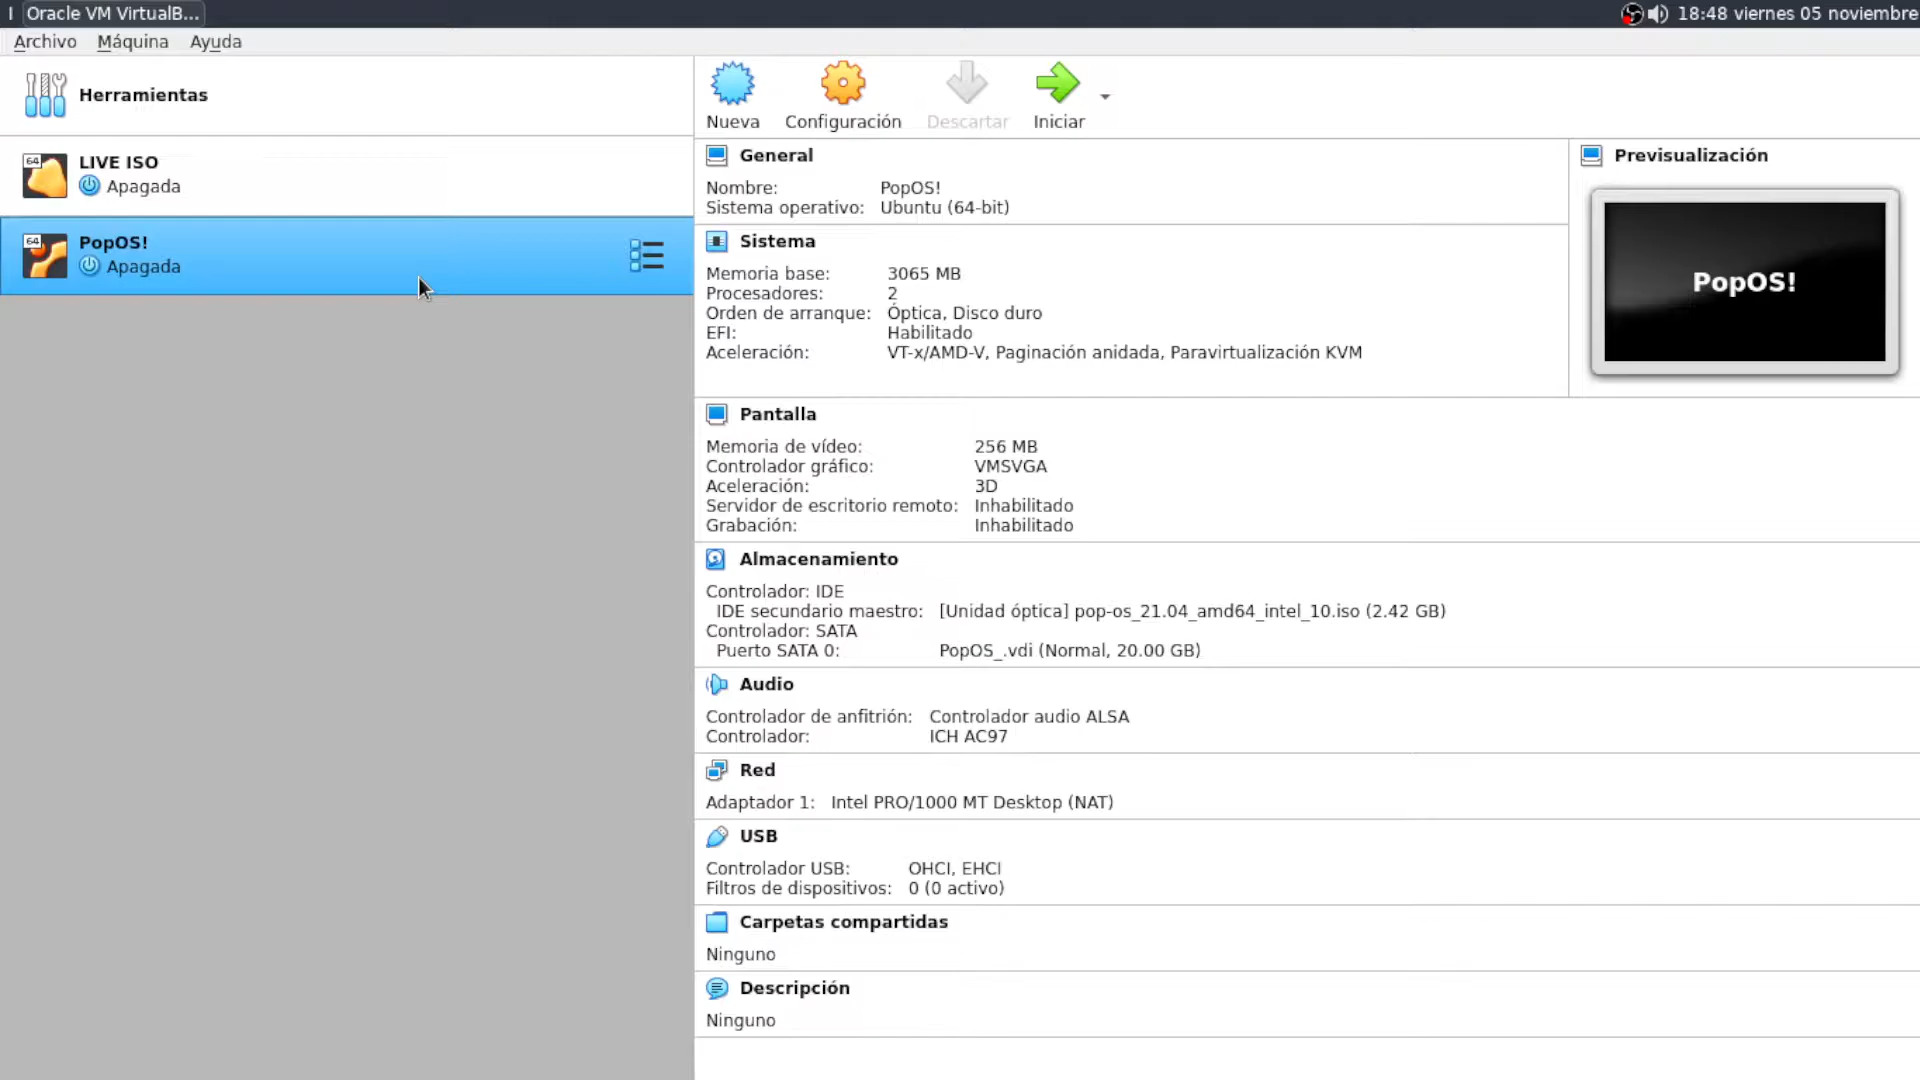 Oracle VM VirtualB...
18:48 viernes 05 noviembre
Archivo Máquina Ayuda
Herramientas
64
LIVE ISO
Apagada
64
PopOS!
Apagada
Nueva Configuración Descartar Iniciar
General
Nombre: PopOS!
Sistema operativo: Ubuntu (64-bit)
Sistema
Memoria base: 3065 MB
Procesadores: 2
Orden de arranque: Óptica, Disco duro
EFI: Habilitado
Aceleración: VT-x/AMD-V, Paginación anidada, Paravirtualización KVM
Previsualización
PopOS!
Pantalla
Memoria de vídeo: 256 MB
Controlador gráfico: VMSVGA
Aceleración: 3D
Servidor de escritorio remoto: Inhabilitado
Grabación: Inhabilitado
Almacenamiento
Controlador: IDE
IDE secundario maestro: [Unidad óptica] pop-os_21.04_amd64_intel_10.iso (2.42 GB)
Controlador: SATA
Puerto SATA 0: PopOS_.vdi (Normal, 20.00 GB)
Audio
Controlador de anfitrión: Controlador audio ALSA
Controlador: ICH AC97
Red
Adaptador 1: Intel PRO/1000 MT Desktop (NAT)
USB
Controlador USB: OHCI, EHCI
Filtros de dispositivos: 0 (0 activo)
Carpetas compartidas
Ninguno
Descripción
Ninguno